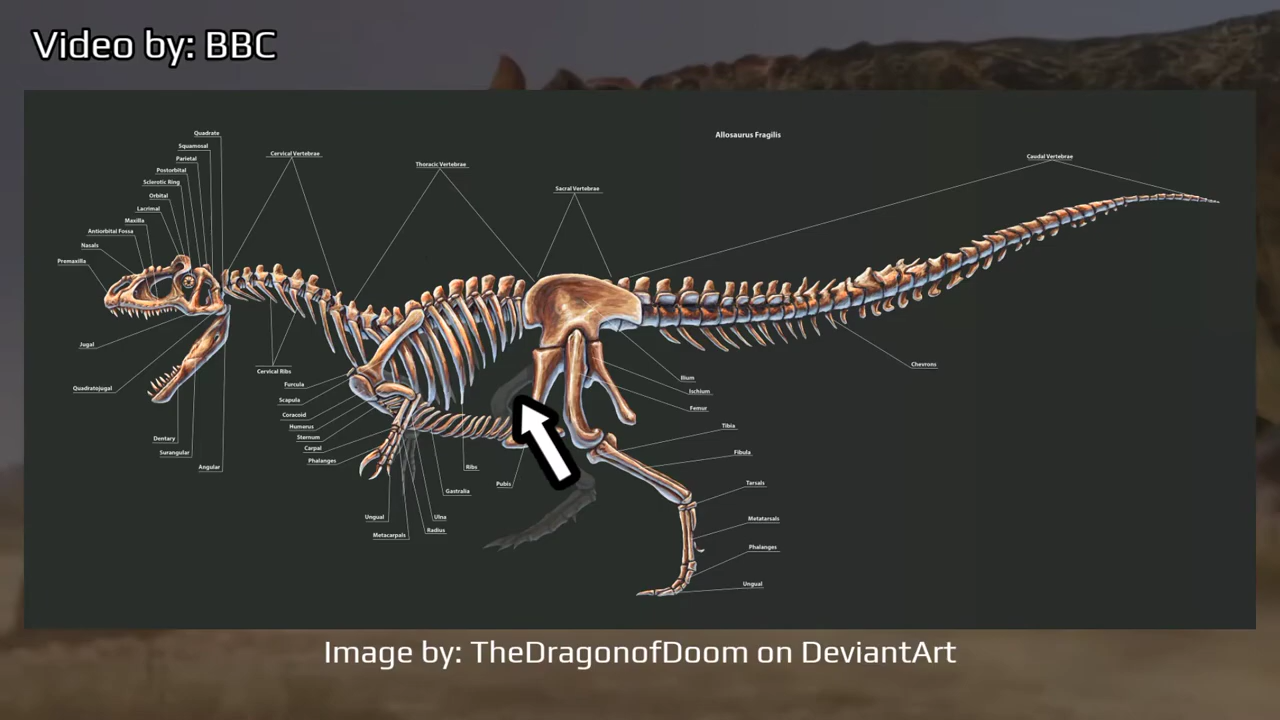 Video by: BBC
Allosaurus Fragilis
Quadrate
Squamosal
Parietal
Postorbital
Sclerotic Ring
Orbital
Lacrimal
Maxilla
Antiorbital Fossa
Nasals
Premaxilla
Cervical Vertebrae
Thoracic Vertebrae
Sacral Vertebrae
Caudal Vertebrae
Jugal
Quadratojugal
Dentary
Surangular
Angular
Cervical Ribs
Furcula
Scapula
Coracoid
Humerus
Sternum
Carpal
Phalanges
Ungual
Metacarpals
Radius
Ulna
Gastralia
Ribs
Pubis
Chevrons
Ilium
Ischium
Femur
Tibia
Fibula
Tarsals
Metatarsals
Phalanges
Ungual
Image by: TheDragonofDoom on DeviantArt